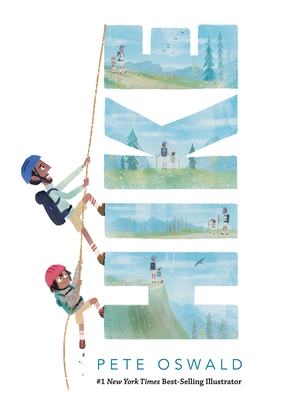 HIKE
PETE OSWALD
#1 New York Times Best-Selling Illustrator